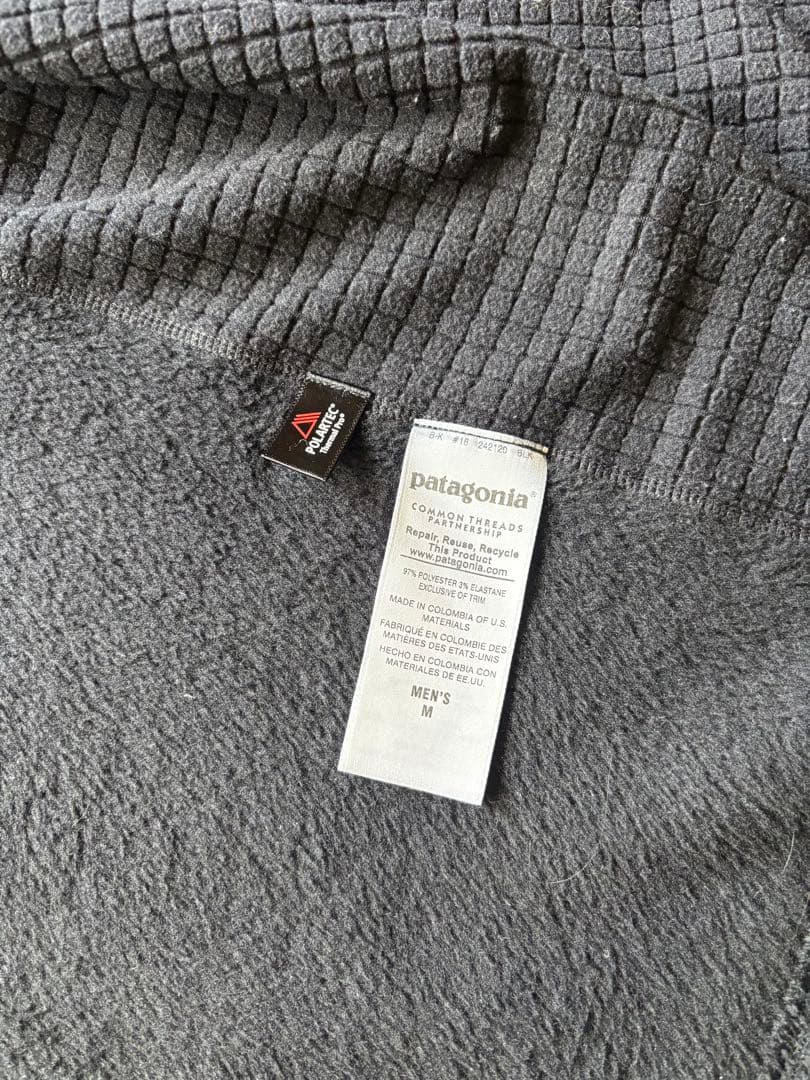 POLARTEC®
Thermal Pro®
B-K #16 242120 BLK
patagonia®
COMMON THREADS
PARTNERSHIP
Repair, Reuse, Recycle
This Product
www.patagonia.com
97% POLYESTER 3% ELASTANE
EXCLUSIVE OF TRIM
MADE IN COLOMBIA OF U.S.
MATERIALS
FABRIQUÉ EN COLOMBIE DES
MATIÈRES DES ETATS-UNIS
HECHO EN COLOMBIA CON
MATERIALES DE EE.UU.
MEN'S
M